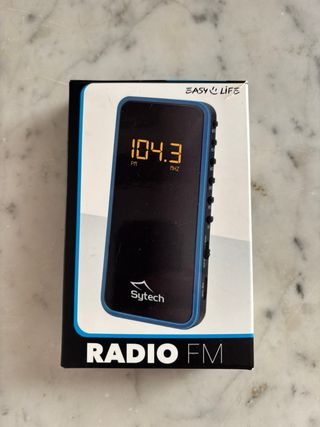 EASY LIFE
104.3
PM MHZ
Sytech
RADIO FM